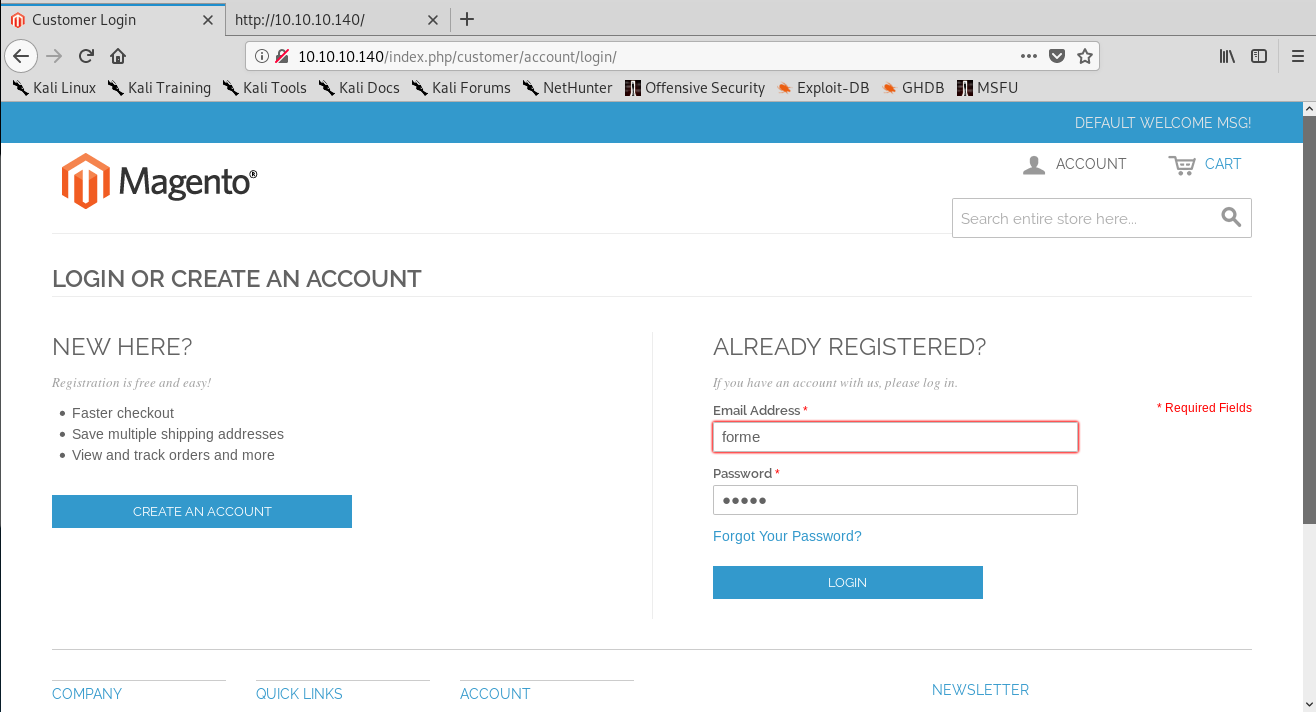 Customer Login
http://10.10.10.140/
10.10.10.140/index.php/customer/account/login/
Kali Linux Kali Training Kali Tools Kali Docs Kali Forums NetHunter Offensive Security Exploit-DB GHDB MSFU
DEFAULT WELCOME MSG!
Magento®
ACCOUNT CART
Search entire store here...
LOGIN OR CREATE AN ACCOUNT
NEW HERE?
Registration is free and easy!
• Faster checkout
• Save multiple shipping addresses
• View and track orders and more
CREATE AN ACCOUNT
ALREADY REGISTERED?
If you have an account with us, please log in.
* Required Fields
Email Address *
forme
Password *
●●●●●
Forgot Your Password?
LOGIN
COMPANY QUICK LINKS ACCOUNT NEWSLETTER